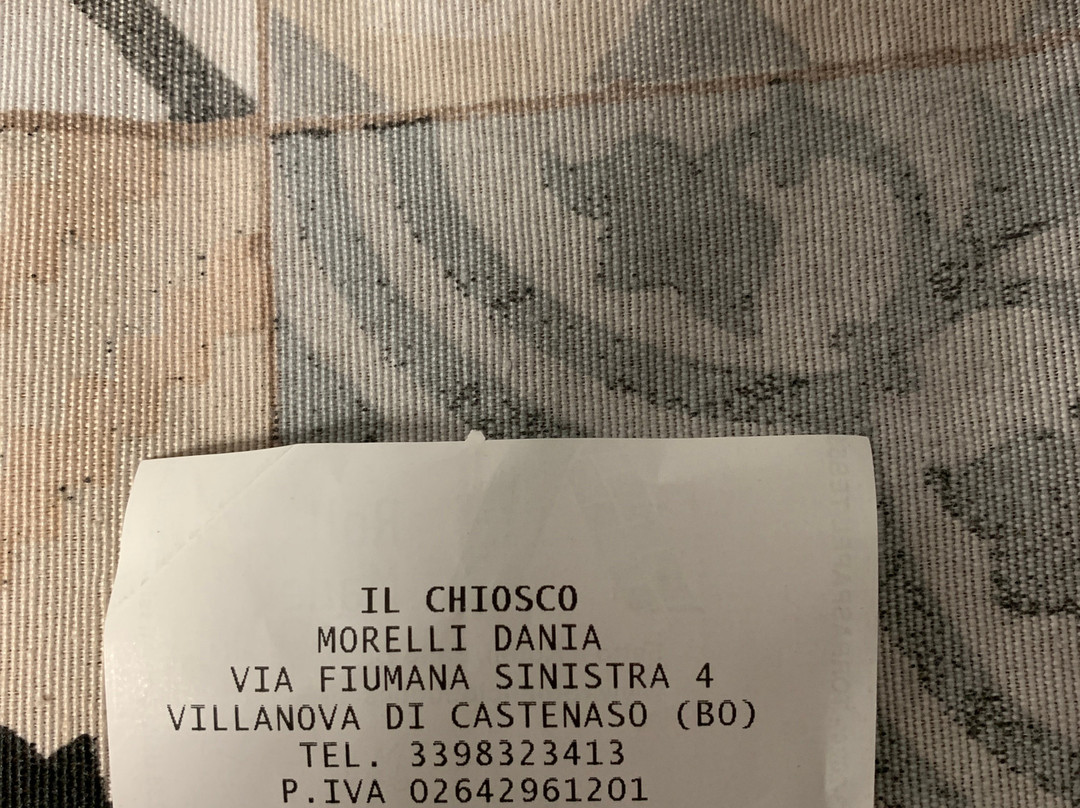 IL CHIOSCO
MORELLI DANIA
VIA FIUMANA SINISTRA 4
VILLANOVA DI CASTENASO (BO)
TEL. 3398323413
P.IVA 02642961201